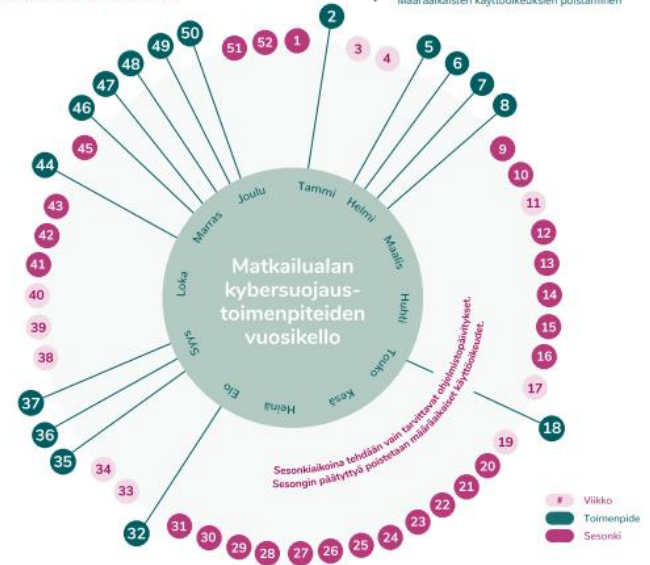 Määräaikaisten käyttöoikeuksien poistaminen
1
2
3
4
5
6
7
8
9
10
11
12
13
14
15
16
17
18
19
20
21
22
23
24
25
26
27
28
29
30
31
32
33
34
35
36
37
38
39
40
41
42
43
44
45
46
47
48
49
50
51
52
Tammi
Helmi
Maalis
Huhti
Touko
Kesä
Heinä
Elo
Syys
Loka
Marras
Joulu
Matkailualan
kybersuojaus-
toimenpiteiden
vuosikello
Sesonkiaikoina tehdään vain tarvittavat ohjelmistopäivitykset.
Sesongin päätyttyä poistetaan määräaikaiset käyttöoikeudet.
# Viikko
Toimenpide
Sesonki